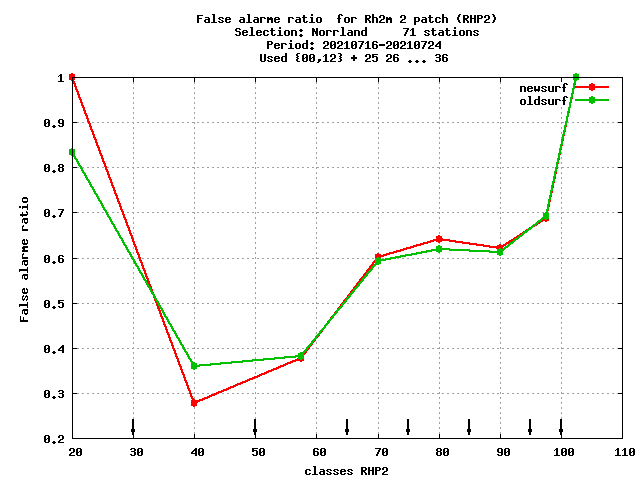 False alarme ratio  for Rh2m 2 patch (RHP2)
Selection: Norrland     71 stations
Period: 20210716-20210724
Used {00,12} + 25 26 ... 36
newsurf
oldsurf
1
0.9
0.8
0.7
0.6
0.5
0.4
0.3
0.2
False alarme ratio
20 30 40 50 60 70 80 90 100 110
classes RHP2